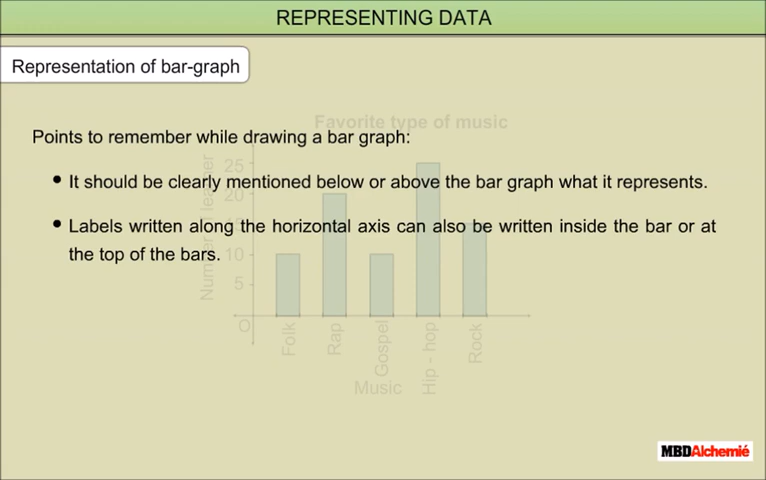 REPRESENTING DATA
Representation of bar-graph
Favorite type of music
Points to remember while drawing a bar graph:
• It should be clearly mentioned below or above the bar graph what it represents.
• Labels written along the horizontal axis can also be written inside the bar or at
the top of the bars.
25
20
10
5
O
Folk
Rap
Gospel
Hip - hop
Rock
Music
MBDAlchemié